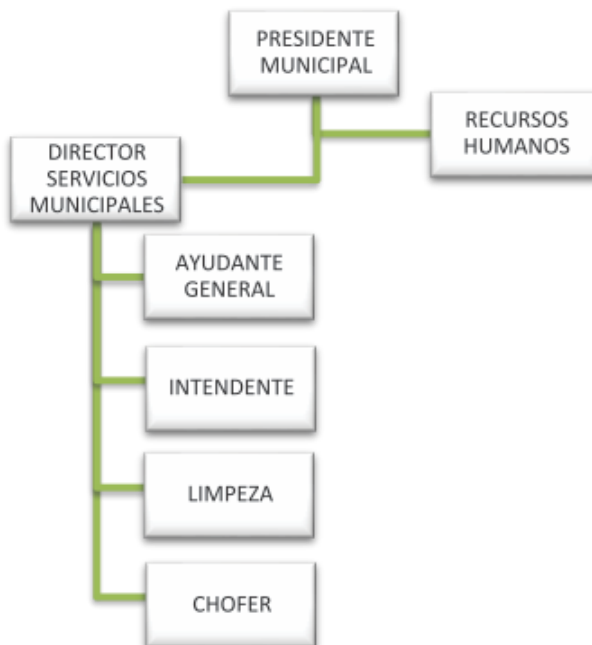 PRESIDENTE
MUNICIPAL
RECURSOS
HUMANOS
DIRECTOR
SERVICIOS
MUNICIPALES
AYUDANTE
GENERAL
INTENDENTE
LIMPEZA
CHOFER